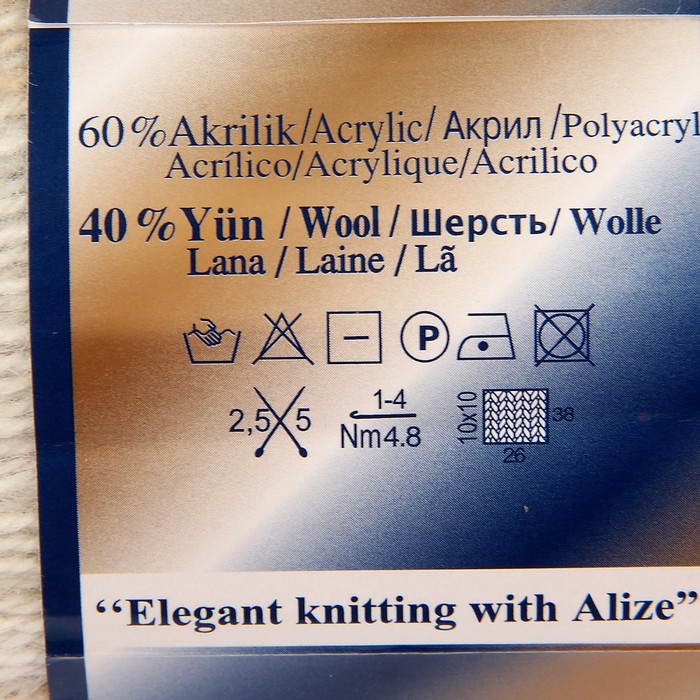 60%Akrilik/Acrylic/Акрил/Polyacryl
Acrílico/Acrylique/Acrilico
40%Yün / Wool / Шерсть/ Wolle
Lana / Laine / Lã
P
2,5 5
1-4
Nm4.8
10x10
38
26
“Elegant knitting with Alize”